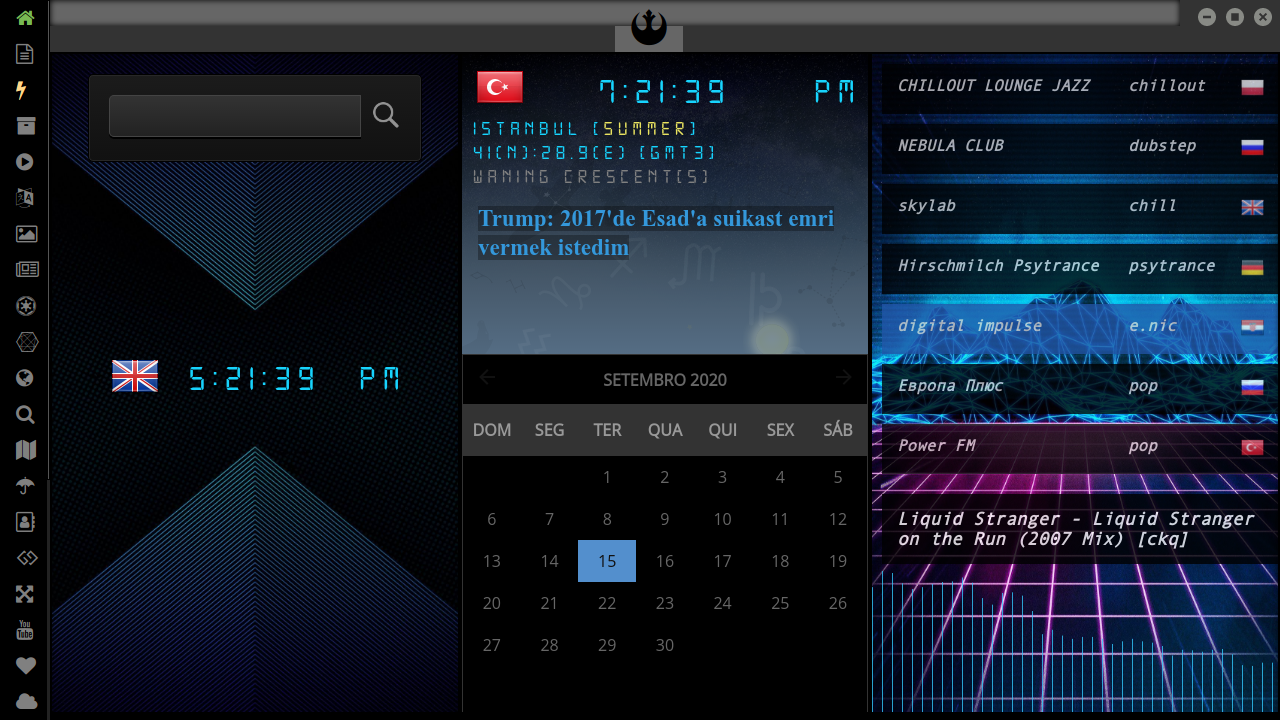 7:21:39 PM
ISTANBUL (SUMMER)
41(N):28.9(E) (GMT3)
WANING CRESCENT(S)
Trump: 2017'de Esad'a suikast emri
vermek istedim
5:21:39 PM
SETEMBRO 2020
DOM SEG TER QUA QUI SEX SÁB
1 2 3 4 5
6 7 8 9 10 11 12
13 14 15 16 17 18 19
20 21 22 23 24 25 26
27 28 29 30
CHILLOUT LOUNGE JAZZ chillout
NEBULA CLUB dubstep
skylab chill
Hirschmilch Psytrance psytrance
digital impulse e.nic
Европа Плюс pop
Power FM pop
Liquid Stranger - Liquid Stranger
on the Run (2007 Mix) [ckq]
You
Tube